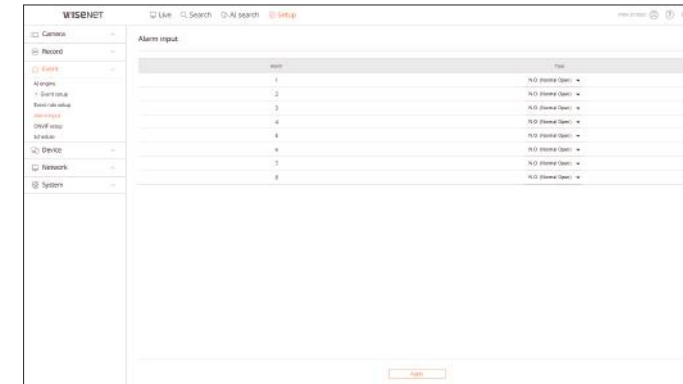 WISENET
Live Search AI search Setup
Camera
Record
Event
AI engine
Event setup
Event rule setup
Alarm input
ONVIF setup
Schedule
Device
Network
System
Alarm input
Alarm Type
1 N.O. (Normal Open)
2 N.O. (Normal Open)
3 N.O. (Normal Open)
4 N.O. (Normal Open)
5 N.O. (Normal Open)
6 N.O. (Normal Open)
7 N.O. (Normal Open)
8 N.O. (Normal Open)
Apply